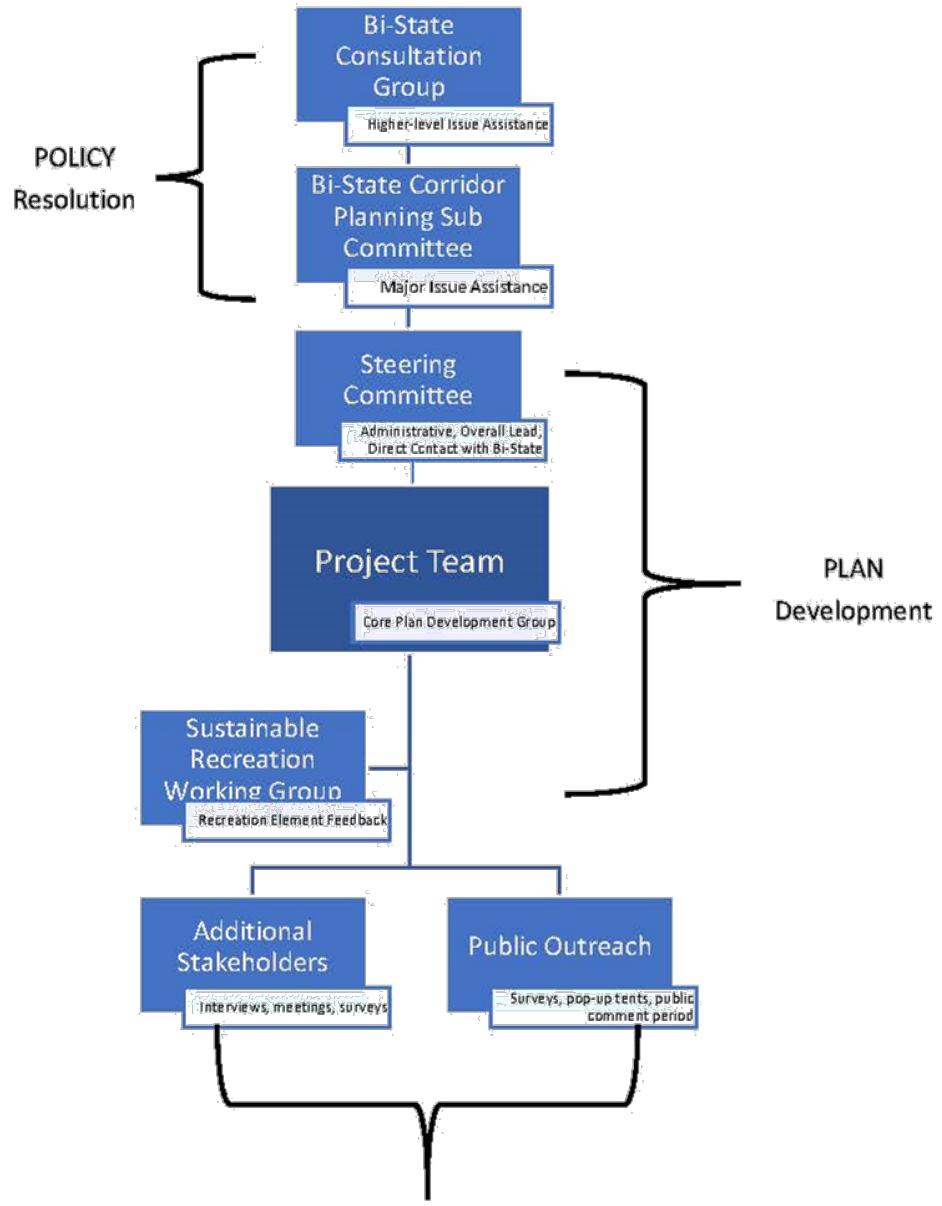 Bi-State
Consultation
Group
Higher-level Issue Assistance
POLICY
Resolution
Bi-State Corridor
Planning Sub
Committee
Major Issue Assistance
Steering
Committee
Administrative, Overall Lead,
Direct Contact with Bi-State
Project Team
Core Plan Development Group
PLAN
Development
Sustainable
Recreation
Working Group
Recreation Element Feedback
Additional
Stakeholders
Interviews, meetings, surveys
Public Outreach
Surveys, pop-up tents, public
comment period